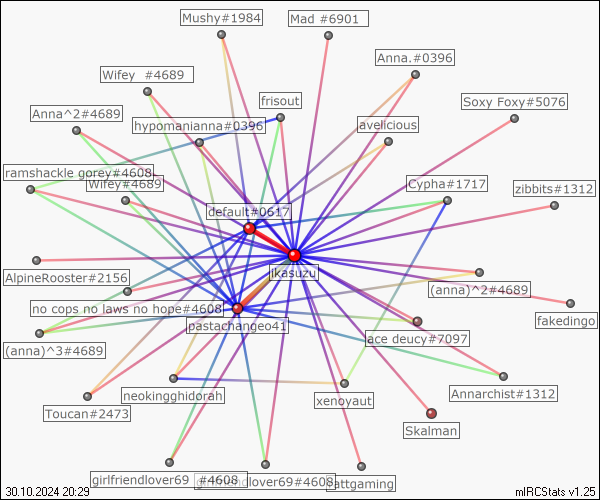 Mushy#1984
Mad #6901
Anna.#0396
Wifey #4689
frisout
Soxy Foxy#5076
Anna^2#4689
hypomanianna#0396
avelicious
ramshackle gorey#4608
Wifey#4689
Cypha#1717
zibbits#1312
default#0617
ikasuzu
AlpineRooster#2156
(anna)^2#4689
no cops no laws no hope#4608
fakedingo
pastachangeo41
ace deucy#7097
(anna)^3#4689
neokingghidorah
xenoyaut
Annarchist#1312
Toucan#2473
Skalman
girlfriendlover69 #4608
girlfriendlover69#4608
gaming
30.10.2024 20:29
mIRCStats v1.25